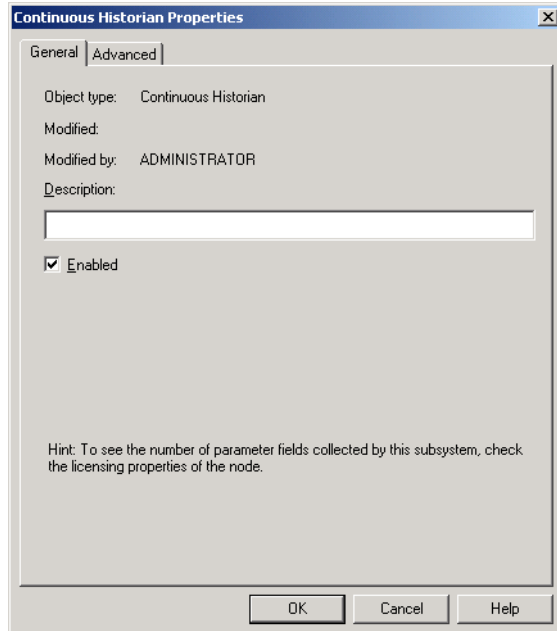 Continuous Historian Properties
General
Advanced
Object type: Continuous Historian
Modified:
Modified by: ADMINISTRATOR
Description:
Enabled
Hint: To see the number of parameter fields collected by this subsystem, check
the licensing properties of the node.
OK
Cancel
Help